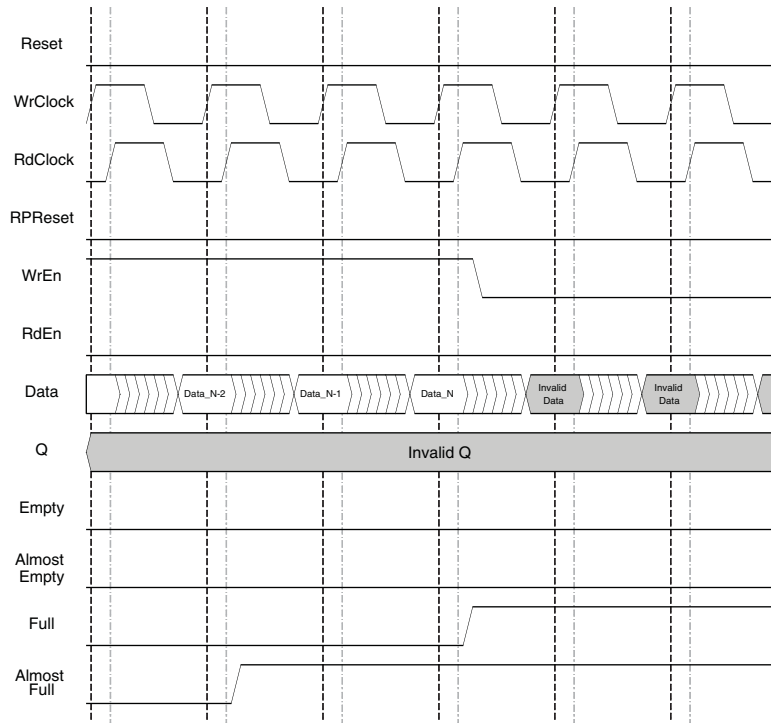 Reset
WrClock
RdClock
RPReset
WrEn
RdEn
Data
Data_N-2
Data_N-1
Data_N
Invalid
Data
Invalid
Data
Q
Invalid Q
Empty
Almost
Empty
Full
Almost
Full